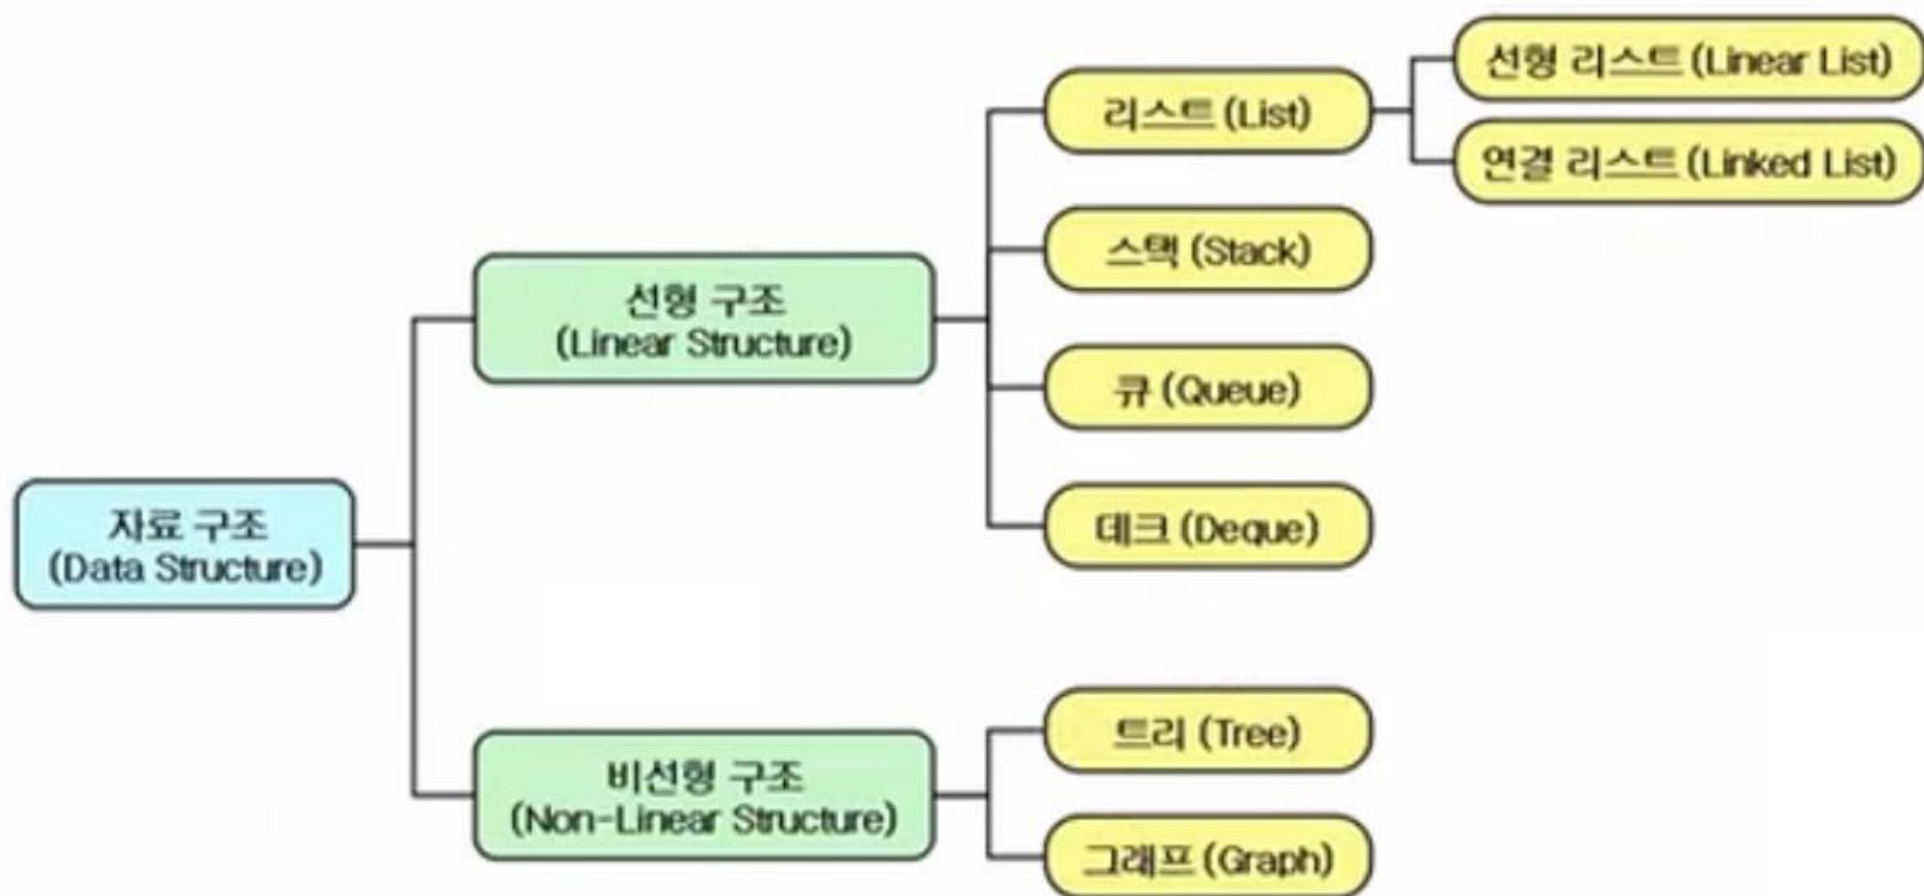 선형 리스트 (Linear List)
리스트 (List)
연결 리스트 (Linked List)
스택 (Stack)
선형 구조
(Linear Structure)
큐 (Queue)
자료 구조
(Data Structure)
데크 (Deque)
트리 (Tree)
비선형 구조
(Non-Linear Structure)
그래프 (Graph)